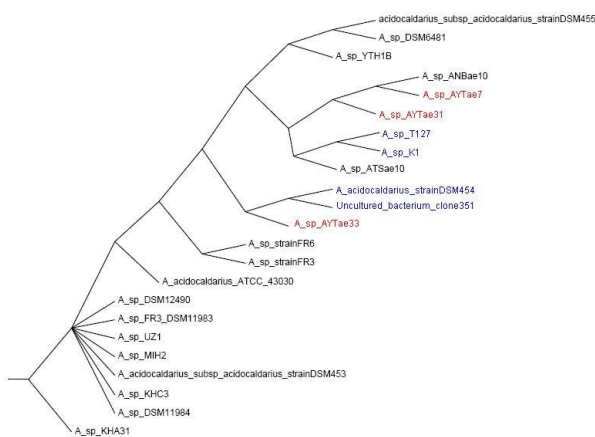 acidocaldarius_subsp_acidocaldarius_strainDSM455
A_sp_DSM6481
A_sp_YTH1B
A_sp_ANBae10
A_sp_AYTae7
A_sp_AYTae31
A_sp_T127
A_sp_K1
A_sp_ATSae10
A_acidocaldarius_strainDSM454
Uncultured_bacterium_clone351
A_sp_AYTae33
A_sp_strainFR6
A_sp_strainFR3
A_acidocaldarius_ATCC_43030
A_sp_DSM12490
A_sp_FR3_DSM11983
A_sp_UZ1
A_sp_MIH2
A_acidocaldarius_subsp_acidocaldarius_strainDSM453
A_sp_KHC3
A_sp_DSM11984
A_sp_KHA31